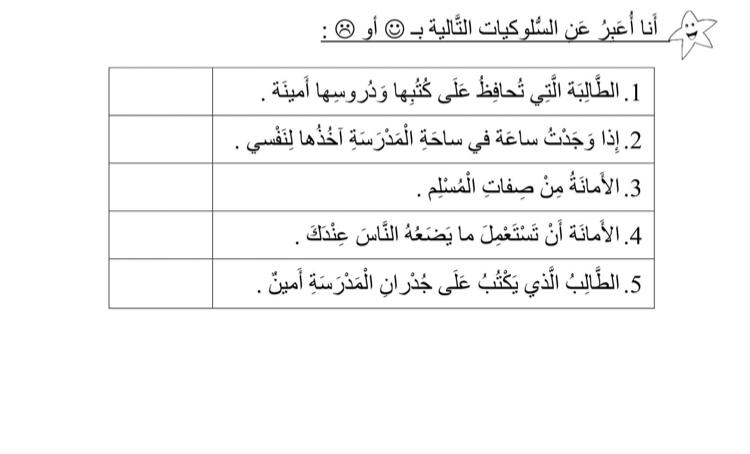 أَنا أُعَبرُ عَنِ السُّلوكيات التَّالية بـ ☺ أو ☹ :
1. الطَّالِبَة الَّتِي تُحافِظُ عَلَى كُتُبِها وَدُروسِها أَمينَة .
2. إِذا وَجَدْتُ ساعَة في ساحَةِ الْمَدْرَسَةِ آخُذُها لِنَفْسي .
3. الأَمانَةُ مِنْ صِفاتِ الْمُسْلِم .
4. الأَمانَة أَنْ تَسْتَعْمِلَ ما يَضَعُهُ النَّاسَ عِنْدَكَ .
5. الطَّالِبُ الَّذي يَكْتُبُ عَلَى جُدْرانِ الْمَدْرَسَةِ أَمينٌ .